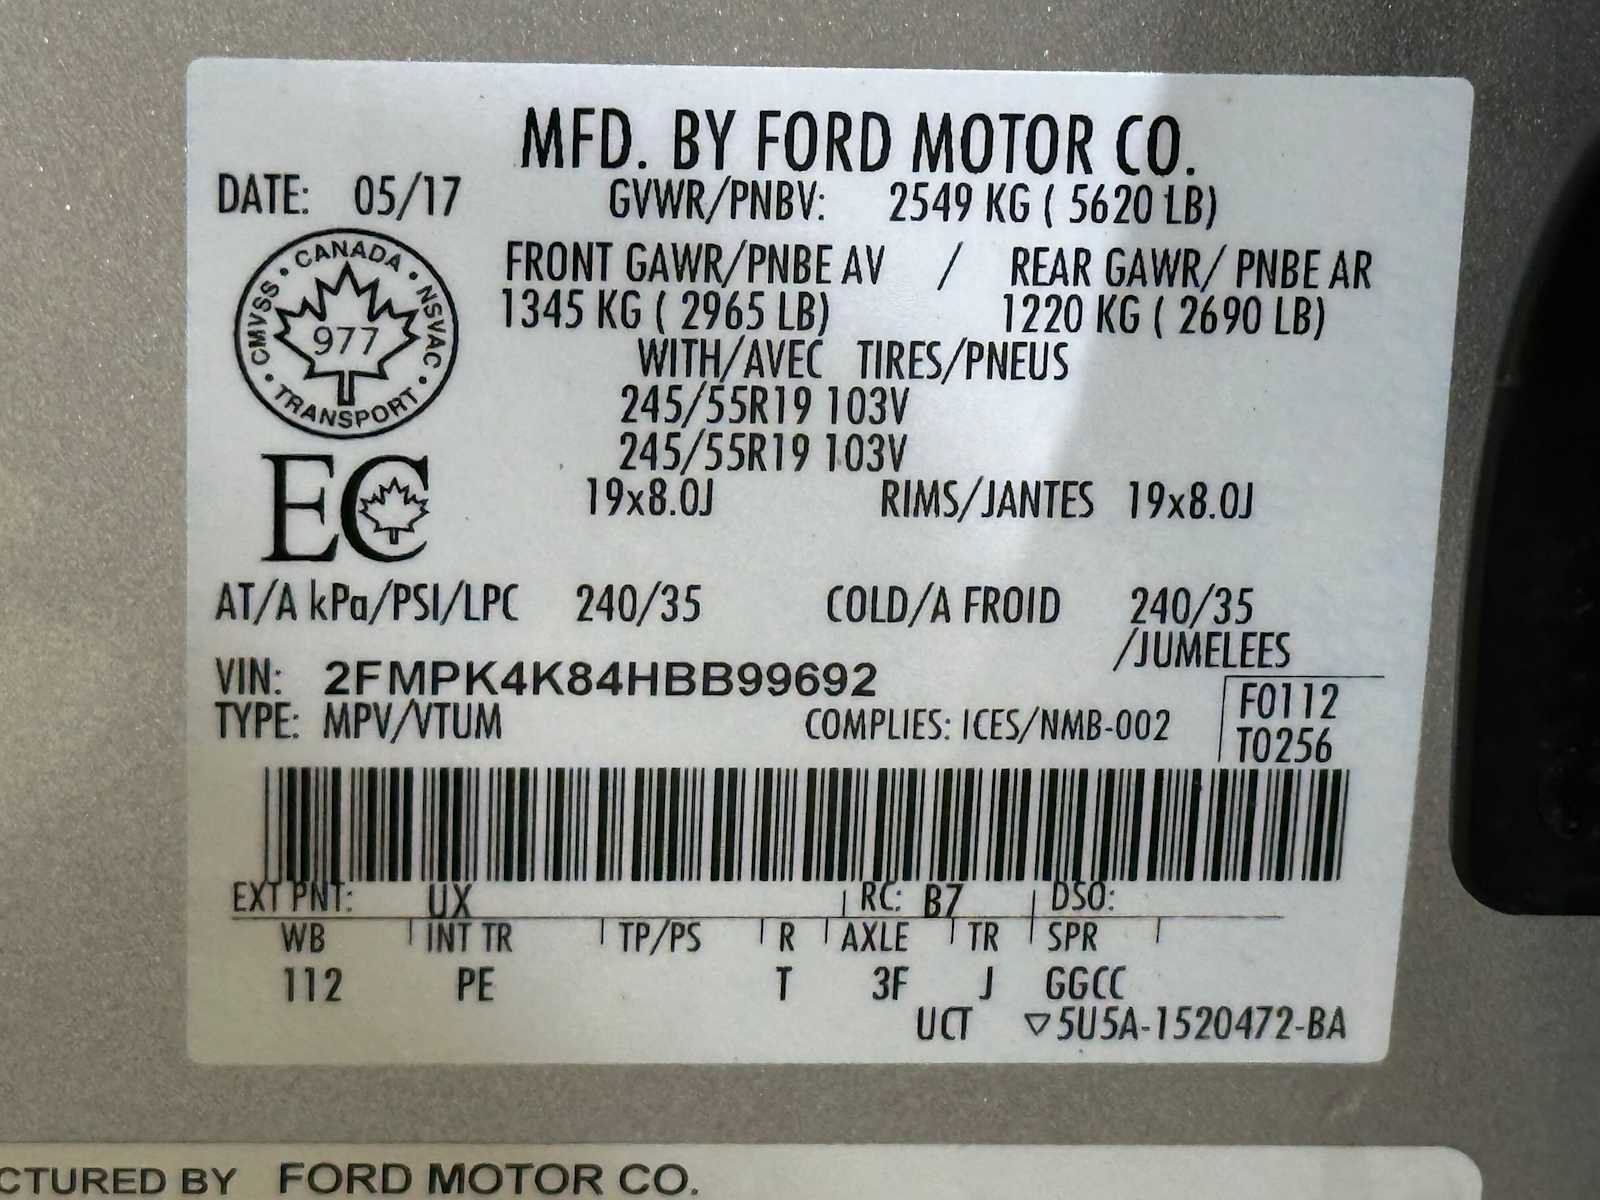 MFD. BY FORD MOTOR CO.
DATE: 05/17 GVWR/PNBV: 2549 KG ( 5620 LB)
FRONT GAWR/PNBE AV / REAR GAWR/ PNBE AR
1345 KG ( 2965 LB) 1220 KG ( 2690 LB)
CANADA • NSVAC • TRANSPORT • CMVSS •
977
WITH/AVEC TIRES/PNEUS
245/55R19 103V
245/55R19 103V
EC
19x8.0J RIMS/JANTES 19x8.0J
AT/A kPa/PSI/LPC 240/35 COLD/A FROID 240/35
/JUMELEES
VIN: 2FMPK4K84HBB99692
F0112
TYPE: MPV/VTUM COMPLIES: ICES/NMB-002
T0256
EXT PNT: UX RC: B7 DSO:
WB INT TR TP/PS R AXLE TR SPR
112 PE T 3F J GGCC
UCT ▽5U5A-1520472-BA
CTURED BY FORD MOTOR CO.